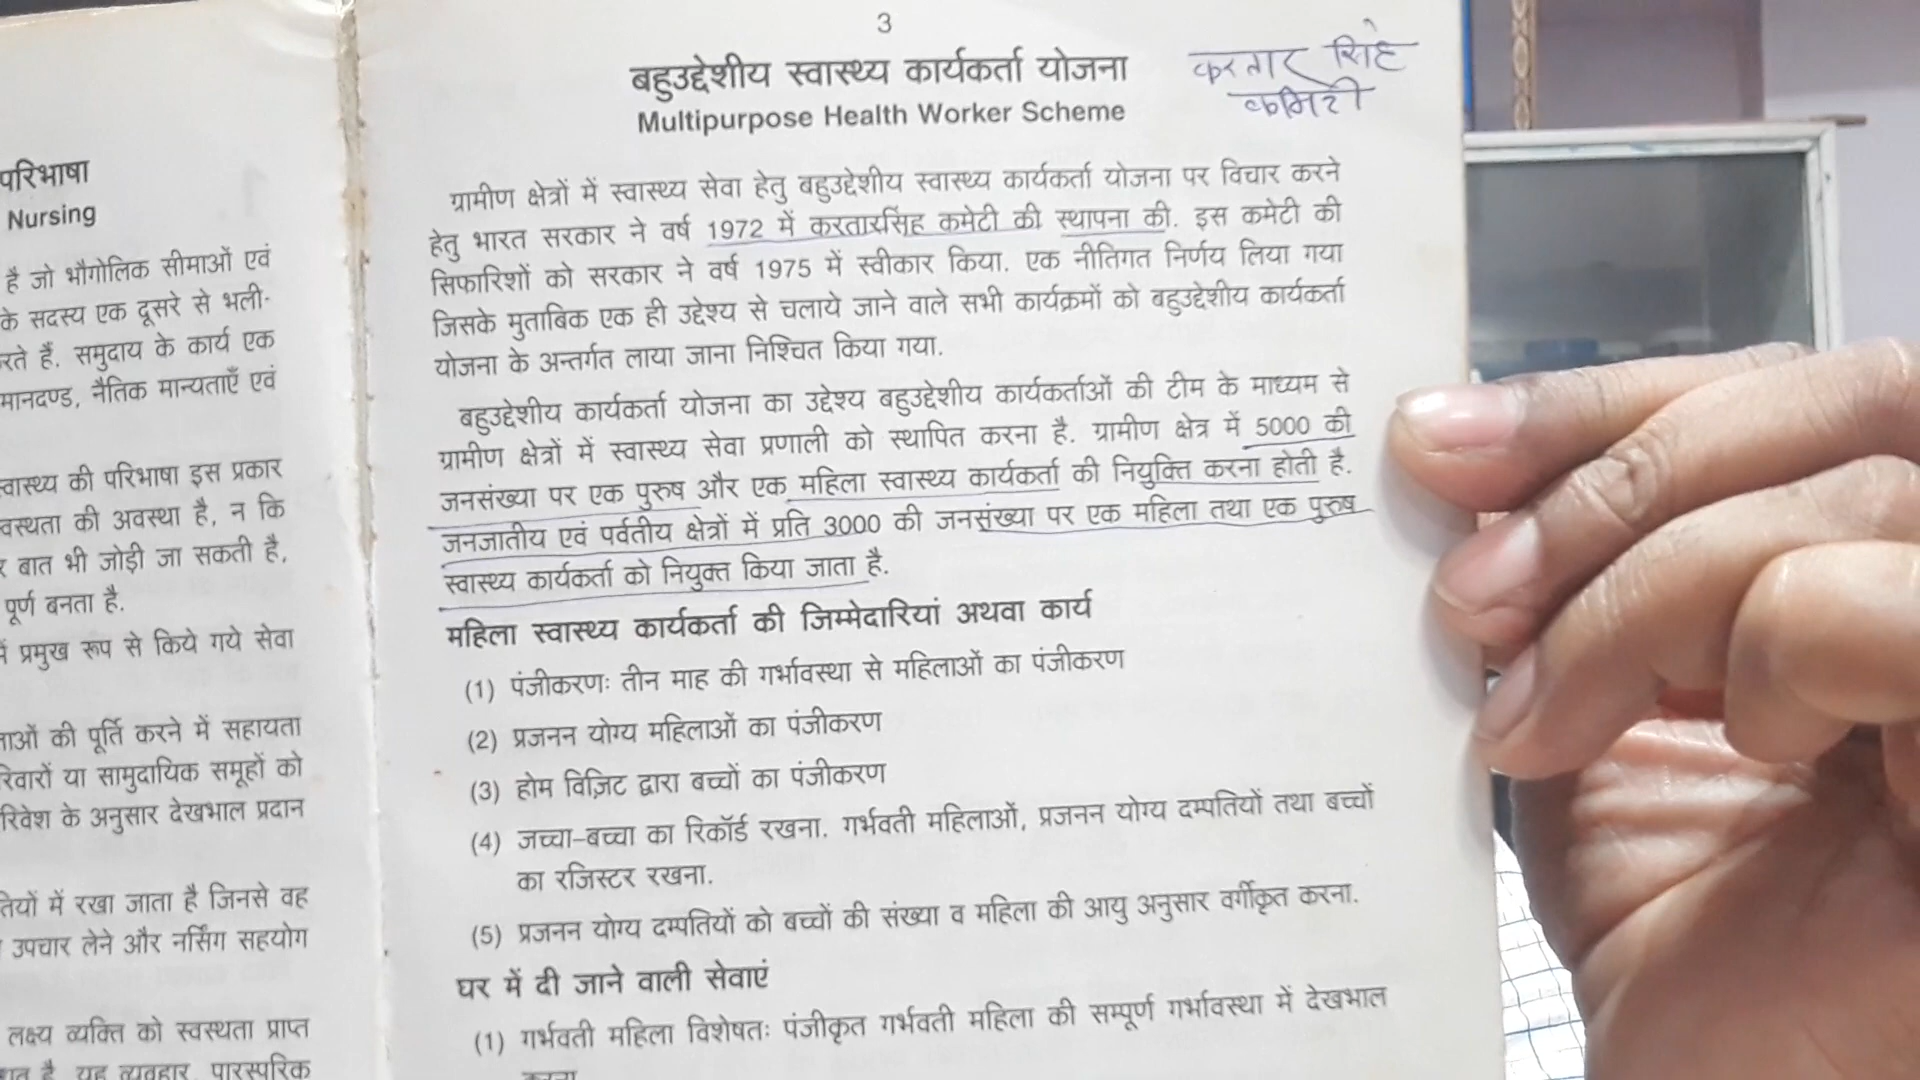 परिभाषा
Nursing
है जो भौगोलिक सीमाओं एवं
के सदस्य एक दूसरे से भली-
रते हैं. समुदाय के कार्य एक
मानदण्ड, नैतिक मान्यताएँ एवं
स्वास्थ्य की परिभाषा इस प्रकार
वस्थता की अवस्था है, न कि
र बात भी जोड़ी जा सकती है,
पूर्ण बनता है.
में प्रमुख रूप से किये गये सेवा
ताओं की पूर्ति करने में सहायता
रिवारों या सामुदायिक समूहों को
रिवेश के अनुसार देखभाल प्रदान
तियों में रखा जाता है जिनसे वह
उपचार लेने और नर्सिंग सहयोग
लक्ष्य व्यक्ति को स्वस्थता प्राप्त
है. यह व्यवहार, पारस्परिक
3
बहुउद्देशीय स्वास्थ्य कार्यकर्ता योजना
Multipurpose Health Worker Scheme
करतार सिंह
कमिटी
ग्रामीण क्षेत्रों में स्वास्थ्य सेवा हेतु बहुउद्देशीय स्वास्थ्य कार्यकर्ता योजना पर विचार करने
हेतु भारत सरकार ने वर्ष 1972 में करतारसिंह कमेटी की स्थापना की. इस कमेटी की
सिफारिशों को सरकार ने वर्ष 1975 में स्वीकार किया. एक नीतिगत निर्णय लिया गया
जिसके मुताबिक एक ही उद्देश्य से चलाये जाने वाले सभी कार्यक्रमों को बहुउद्देशीय कार्यकर्ता
योजना के अन्तर्गत लाया जाना निश्चित किया गया.
बहुउद्देशीय कार्यकर्ता योजना का उद्देश्य बहुउद्देशीय कार्यकर्ताओं की टीम के माध्यम से
ग्रामीण क्षेत्रों में स्वास्थ्य सेवा प्रणाली को स्थापित करना है. ग्रामीण क्षेत्र में 5000 की
जनसंख्या पर एक पुरुष और एक महिला स्वास्थ्य कार्यकर्ता की नियुक्ति करना होती है.
जनजातीय एवं पर्वतीय क्षेत्रों में प्रति 3000 की जनसंख्या पर एक महिला तथा एक पुरुष
स्वास्थ्य कार्यकर्ता को नियुक्त किया जाता है.
महिला स्वास्थ्य कार्यकर्ता की जिम्मेदारियां अथवा कार्य
(1) पंजीकरणः तीन माह की गर्भावस्था से महिलाओं का पंजीकरण
(2) प्रजनन योग्य महिलाओं का पंजीकरण
(3) होम विज़िट द्वारा बच्चों का पंजीकरण
(4) जच्चा-बच्चा का रिकॉर्ड रखना. गर्भवती महिलाओं, प्रजनन योग्य दम्पतियों तथा बच्चों
का रजिस्टर रखना.
(5) प्रजनन योग्य दम्पतियों को बच्चों की संख्या व महिला की आयु अनुसार वर्गीकृत करना.
घर में दी जाने वाली सेवाएं
(1) गर्भवती महिला विशेषतः पंजीकृत गर्भवती महिला की सम्पूर्ण गर्भावस्था में देखभाल
करना